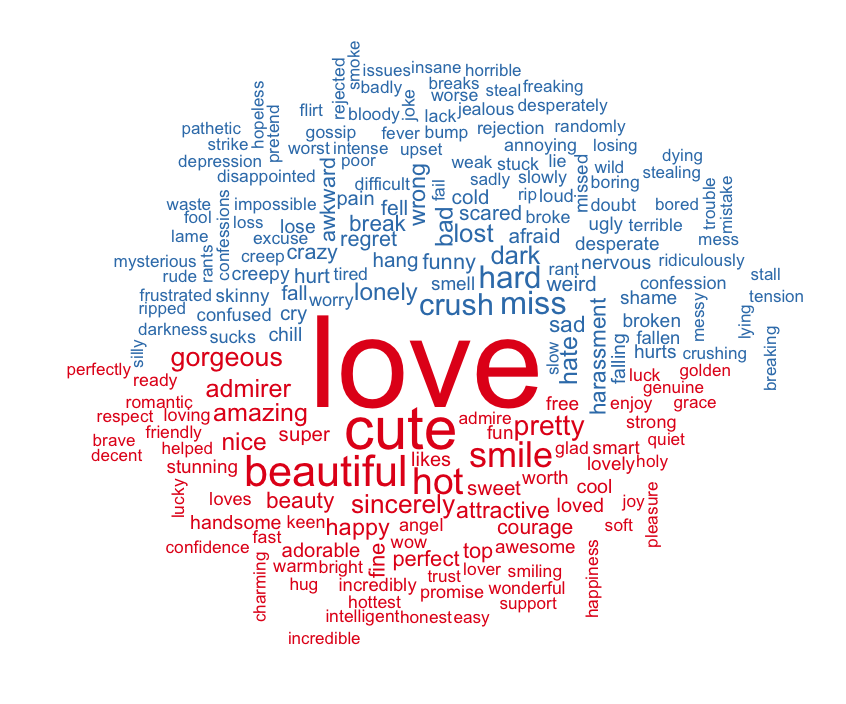 smoke
issues
insane
horrible
rejected
badly
breaks
worse
steal
freaking
hopeless
flirt
bloody
joke
lack
jealous
desperately
pretend
pathetic
gossip
fever
bump
rejection
randomly
strike
worst
intense
upset
annoying
losing
depression
poor
weak
stuck
lie
missed
wild
dying
disappointed
awkward
difficult
wrong
fail
sadly
slowly
boring
stealing
waste
confessions
impossible
pain
fell
bad
cold
rip
loud
doubt
bored
trouble
mistake
fool
loss
lose
break
scared
broke
ugly
terrible
lame
rants
excuse
regret
lost
afraid
desperate
mess
mysterious
creep
crazy
hang
funny
dark
rant
nervous
ridiculously
rude
creepy
hurt
tired
smell
hard
weird
confession
stall
frustrated
skinny
fall
worry
lonely
crush
miss
harassment
shame
messy
tension
ripped
confused
cry
sad
broken
lying
darkness
sucks
chill
slow
hate
falling
fallen
silly
hurts
crushing
breaking
love
gorgeous
perfectly
ready
admirer
luck
golden
genuine
romantic
free
enjoy
grace
respect
loving
amazing
cute
admire
pretty
strong
friendly
super
fun
brave
nice
quiet
helped
glad
smart
decent
stunning
beautiful
likes
smile
lovely
holy
hot
sweet
worth
cool
lucky
loves
beauty
sincerely
attractive
loved
joy
pleasure
handsome
keen
happy
angel
courage
soft
fast
confidence
adorable
fine
wow
perfect
top
awesome
happiness
charming
warm
bright
trust
lover
smiling
hug
incredibly
promise
wonderful
hottest
support
intelligent
honest
easy
incredible